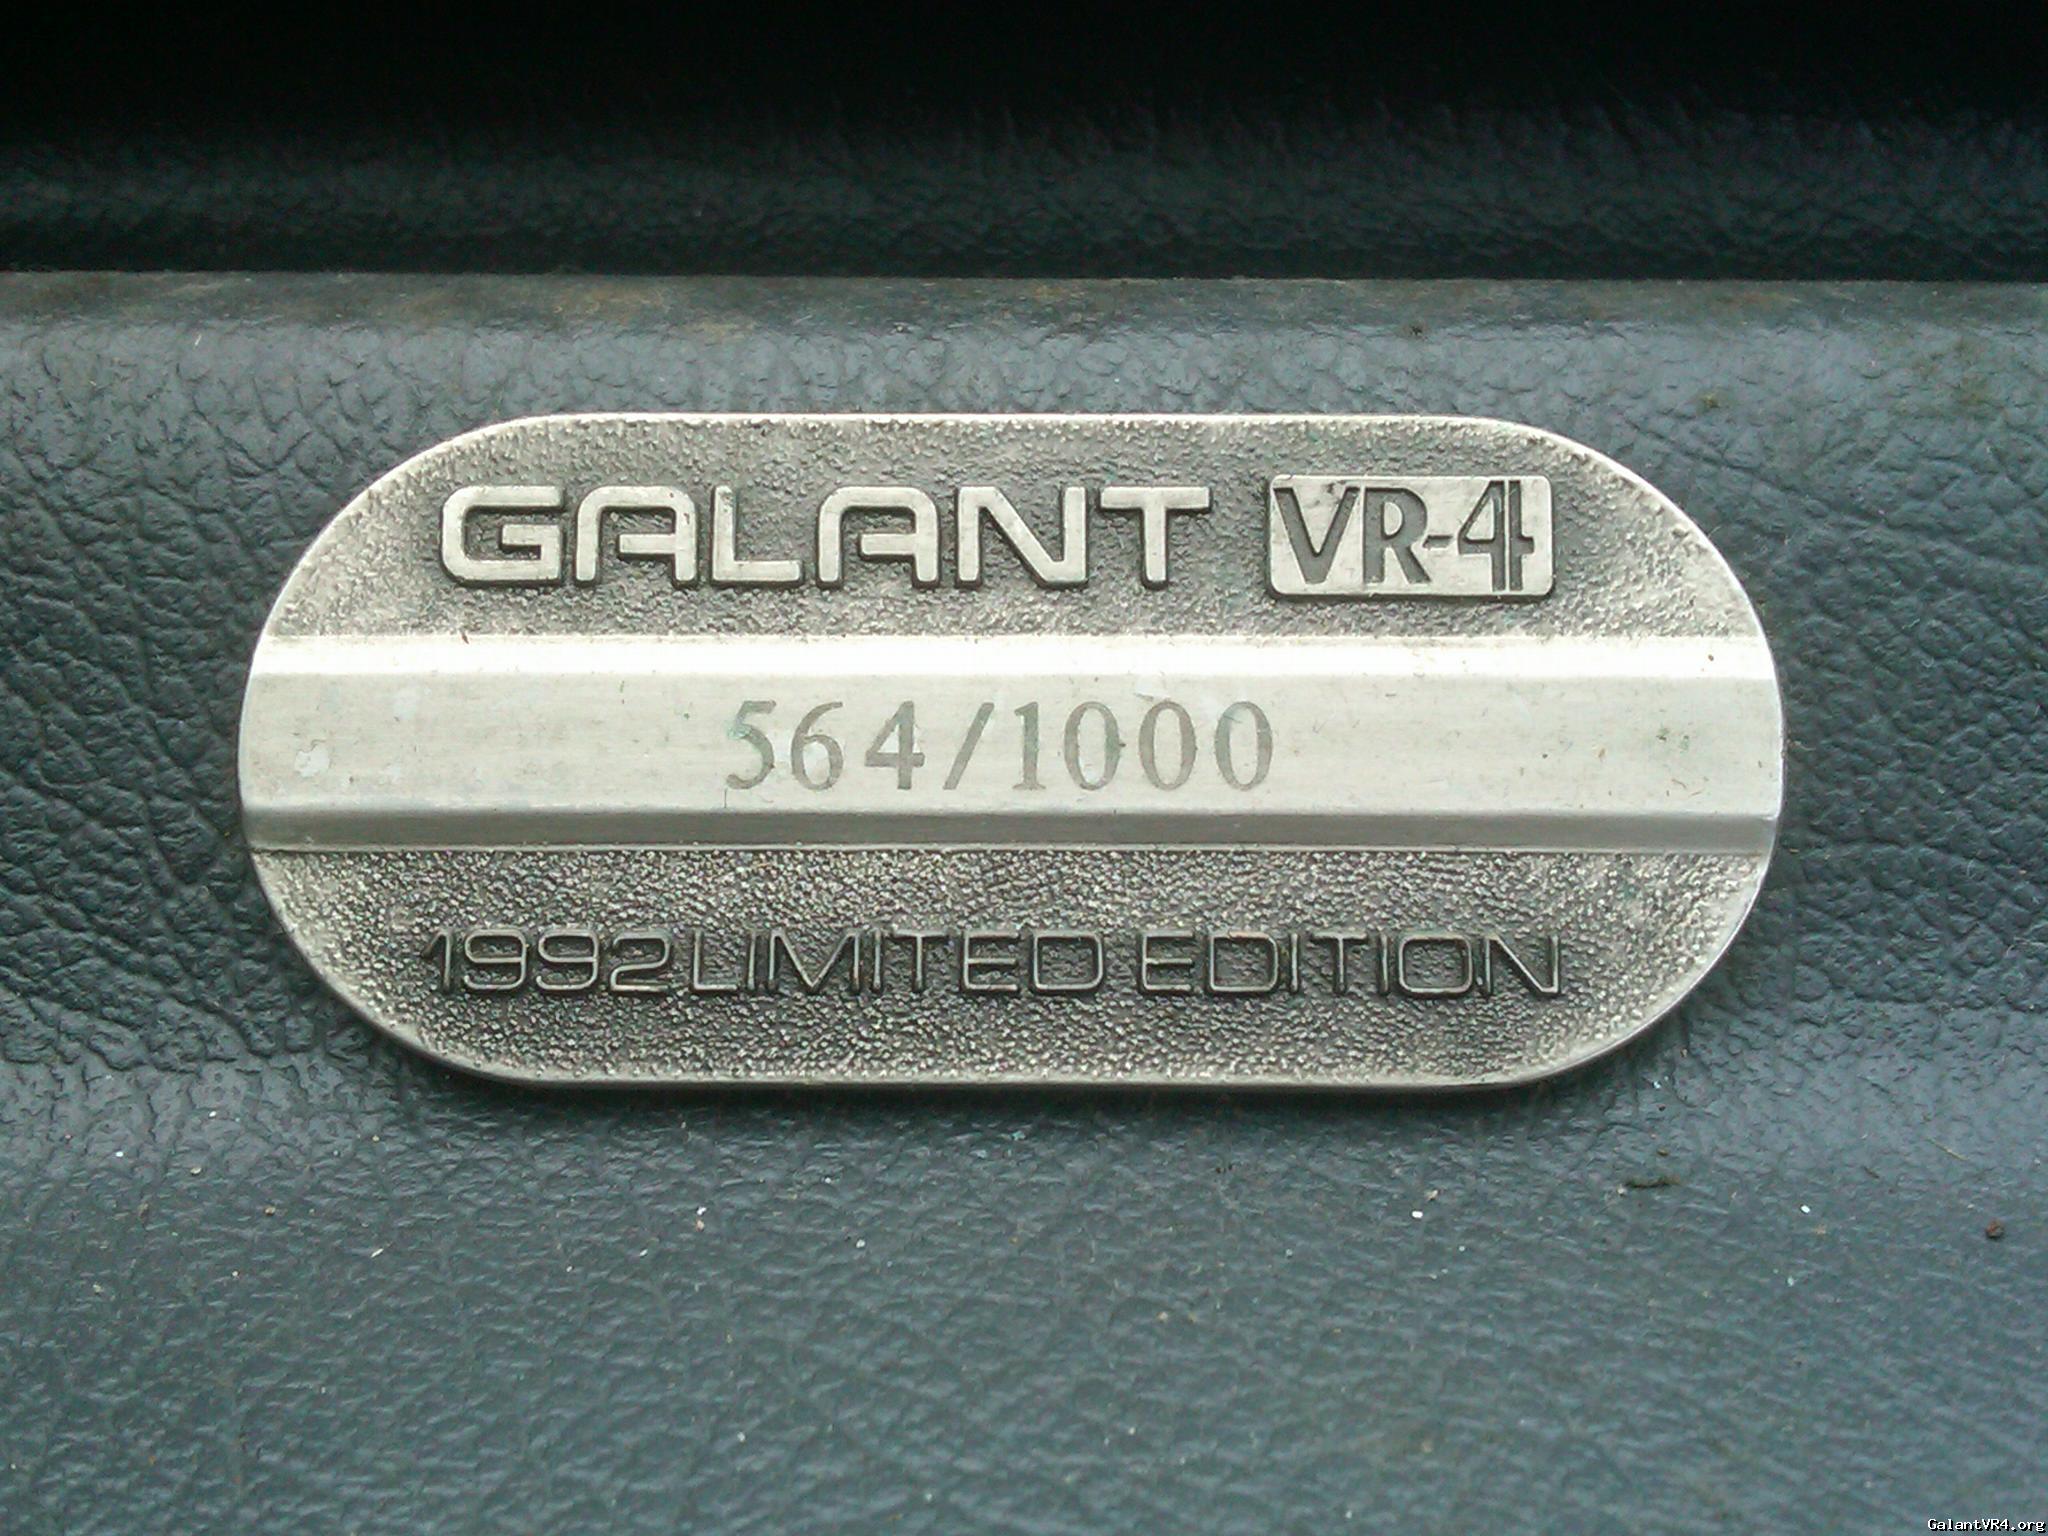 GALANT VR-4
564/1000
1992 LIMITED EDITION
GalantVR4.org